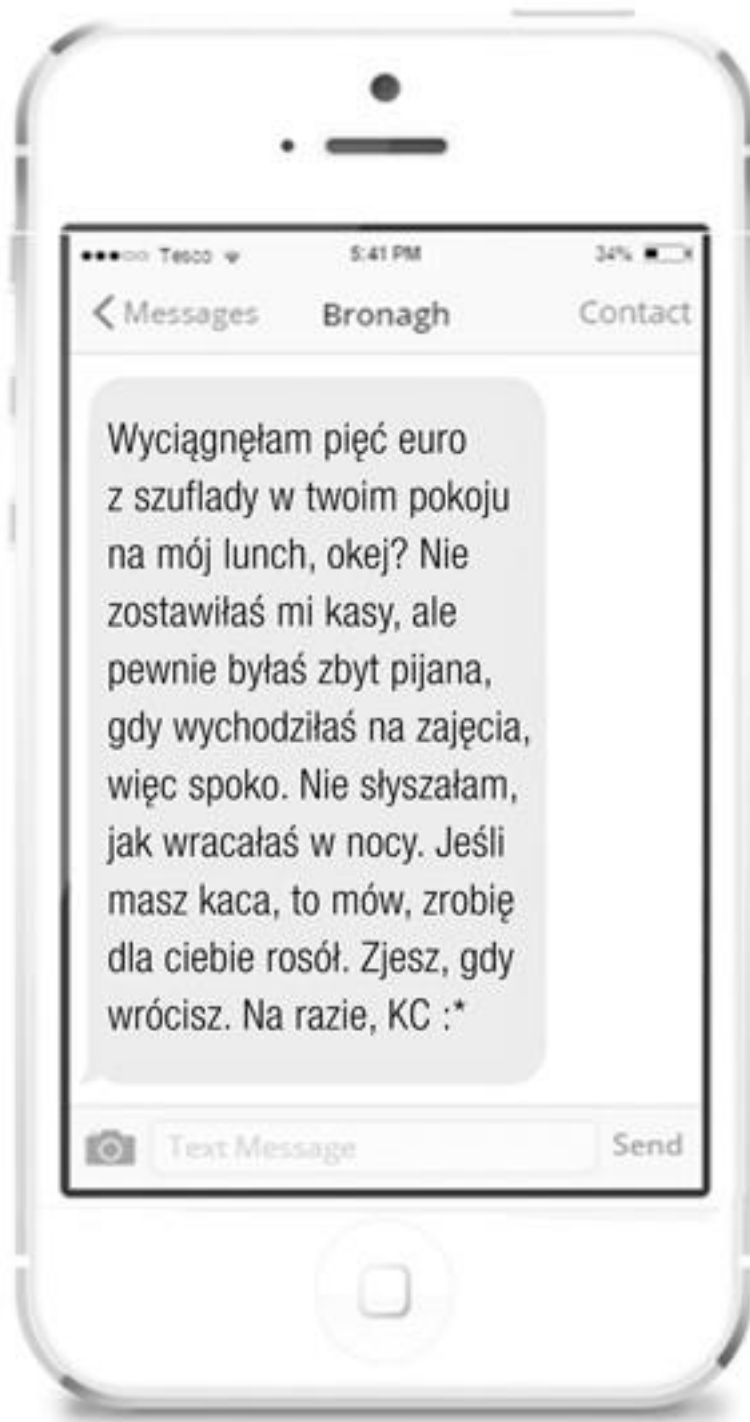 Tesco 5:41 PM 34%
Messages Bronagh Contact
Wyciągnęłam pięć euro
z szuflady w twoim pokoju
na mój lunch, okej? Nie
zostawiłaś mi kasy, ale
pewnie byłaś zbyt pijana,
gdy wychodziłaś na zajęcia,
więc spoko. Nie słyszałam,
jak wracałaś w nocy. Jeśli
masz kaca, to mów, zrobię
dla ciebie rosół. Zjesz, gdy
wrócisz. Na razie, KC :*
Text Message Send